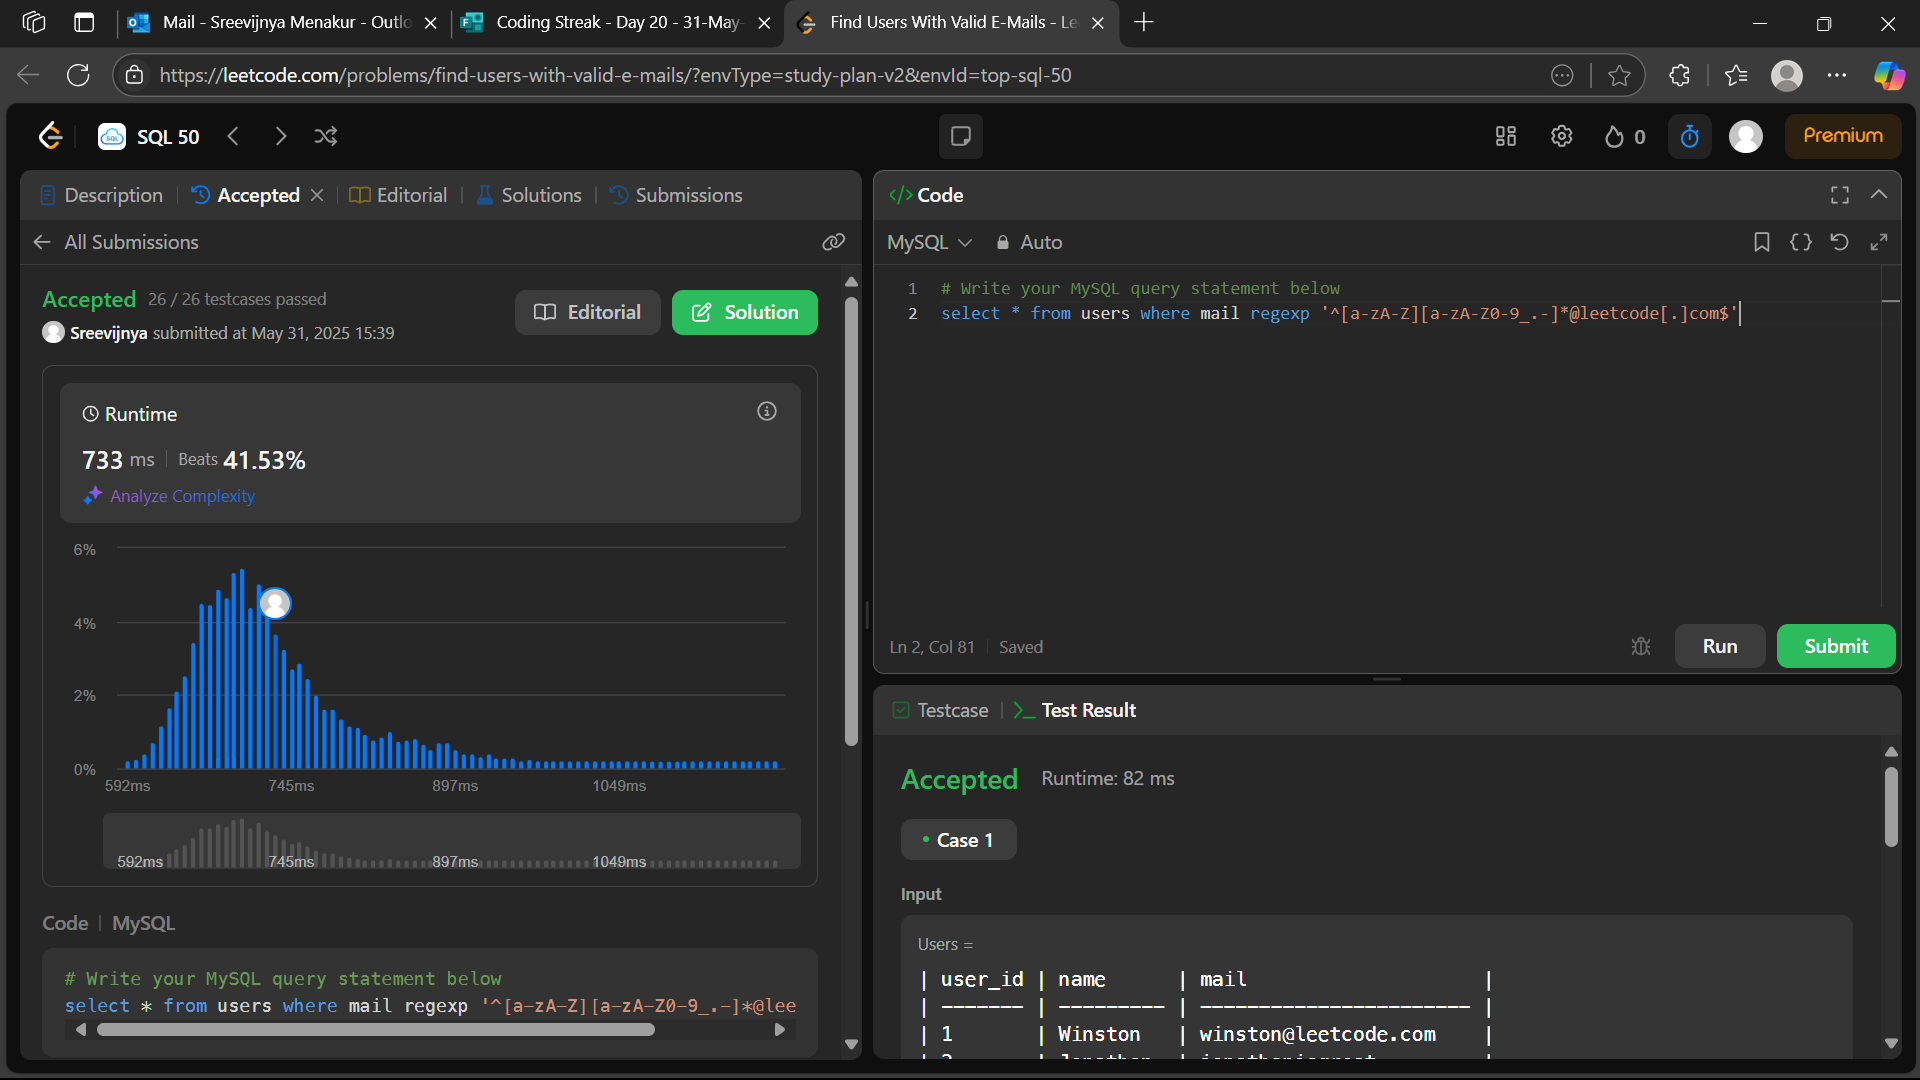 Mail - Sreevijnya Menakur - Outlo
Coding Streak - Day 20 - 31-May-
Find Users With Valid E-Mails - Le
https://leetcode.com/problems/find-users-with-valid-e-mails/?envType=study-plan-v2&envId=top-sql-50
SQL 50
0
Premium
Description
Accepted
Editorial
Solutions
Submissions
All Submissions
Accepted 26 / 26 testcases passed
Sreevijnya submitted at May 31, 2025 15:39
Editorial
Solution
Runtime
733 ms | Beats 41.53%
Analyze Complexity
6%
4%
2%
0%
592ms 745ms 897ms 1049ms
592ms 745ms 897ms 1049ms
Code | MySQL
# Write your MySQL query statement below
select * from users where mail regexp '^[a-zA-Z][a-zA-Z0-9_.-]*@lee
</> Code
MySQL Auto
1 # Write your MySQL query statement below
2 select * from users where mail regexp '^[a-zA-Z][a-zA-Z0-9_.-]*@leetcode[.]com$'
Ln 2, Col 81 Saved
Run
Submit
Testcase
Test Result
Accepted Runtime: 82 ms
Case 1
Input
Users =
| user_id | name | mail |
| ------- | --------- | ----------------------- |
| 1 | Winston | winston@leetcode.com |